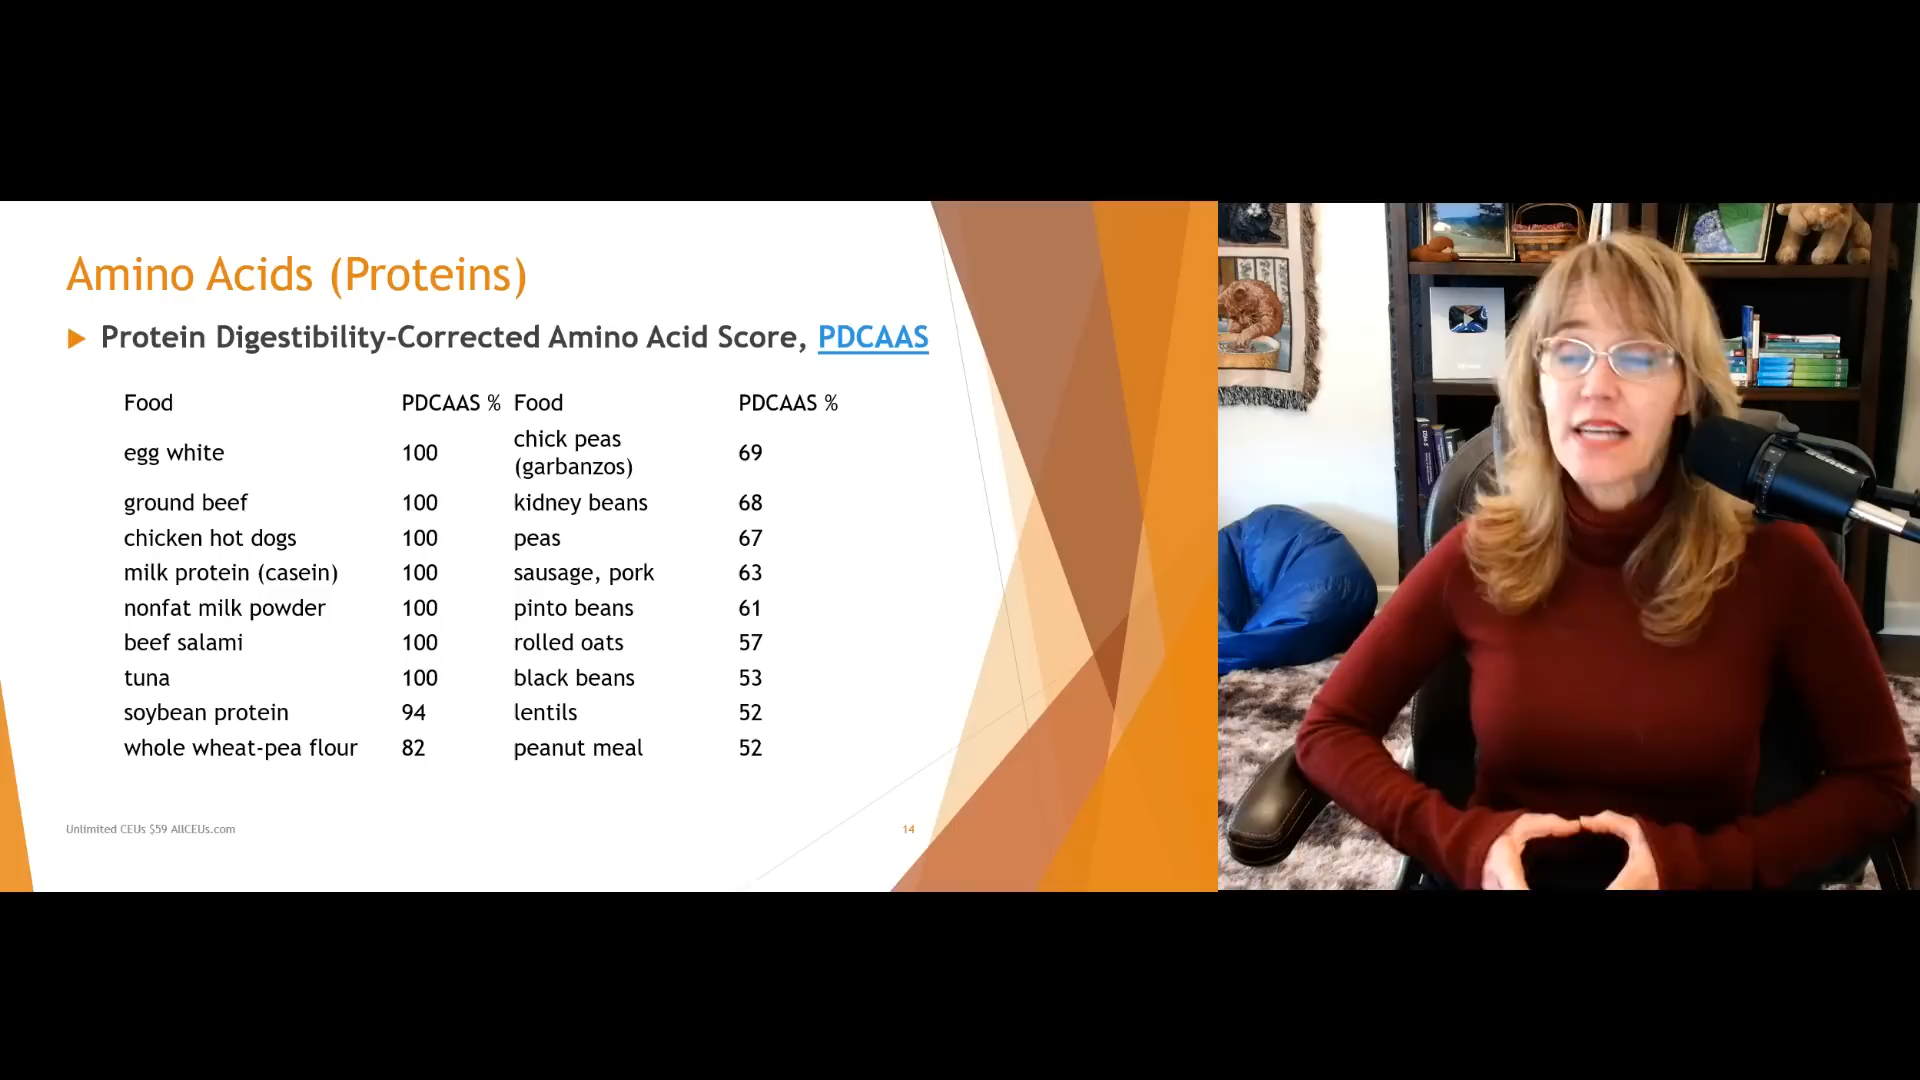 Amino Acids (Proteins)
Protein Digestibility-Corrected Amino Acid Score, PDCAAS
Food PDCAAS % Food PDCAAS %
egg white 100 chick peas (garbanzos) 69
ground beef 100 kidney beans 68
chicken hot dogs 100 peas 67
milk protein (casein) 100 sausage, pork 63
nonfat milk powder 100 pinto beans 61
beef salami 100 rolled oats 57
tuna 100 black beans 53
soybean protein 94 lentils 52
whole wheat-pea flour 82 peanut meal 52
Unlimited CEUs $59 AllCEUs.com 14
SHURE